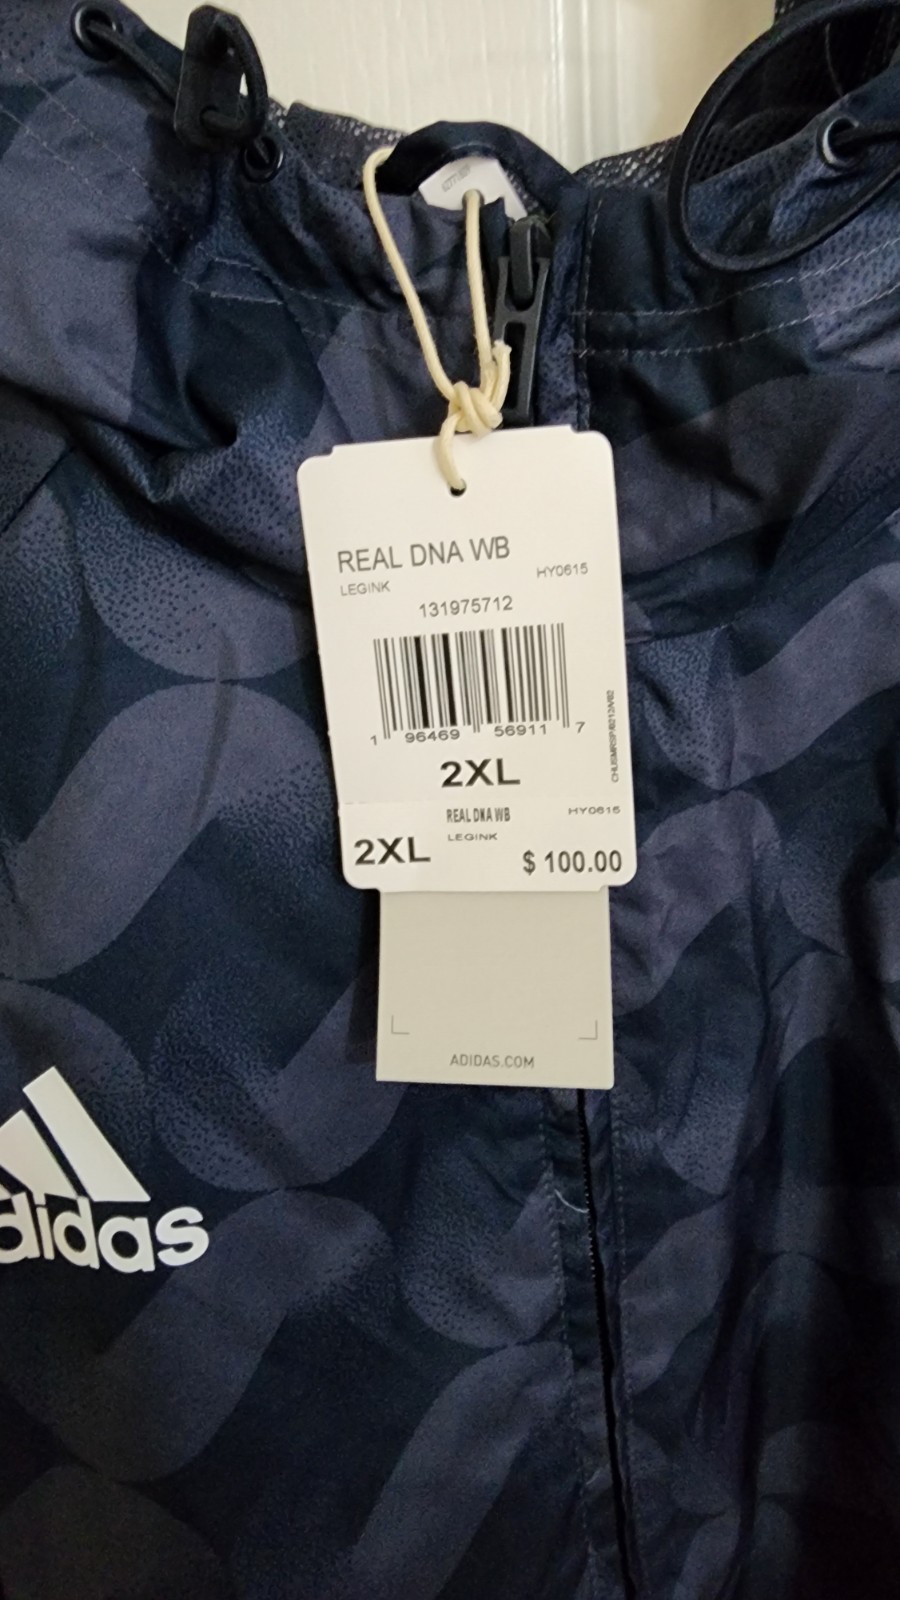 REAL DNA WB
LEGINK HY0615
131975712
1 96469 56911 7
2XL
REAL DNA WB HY0615
LEGINK
2XL $ 100.00
ADIDAS.COM
adidas